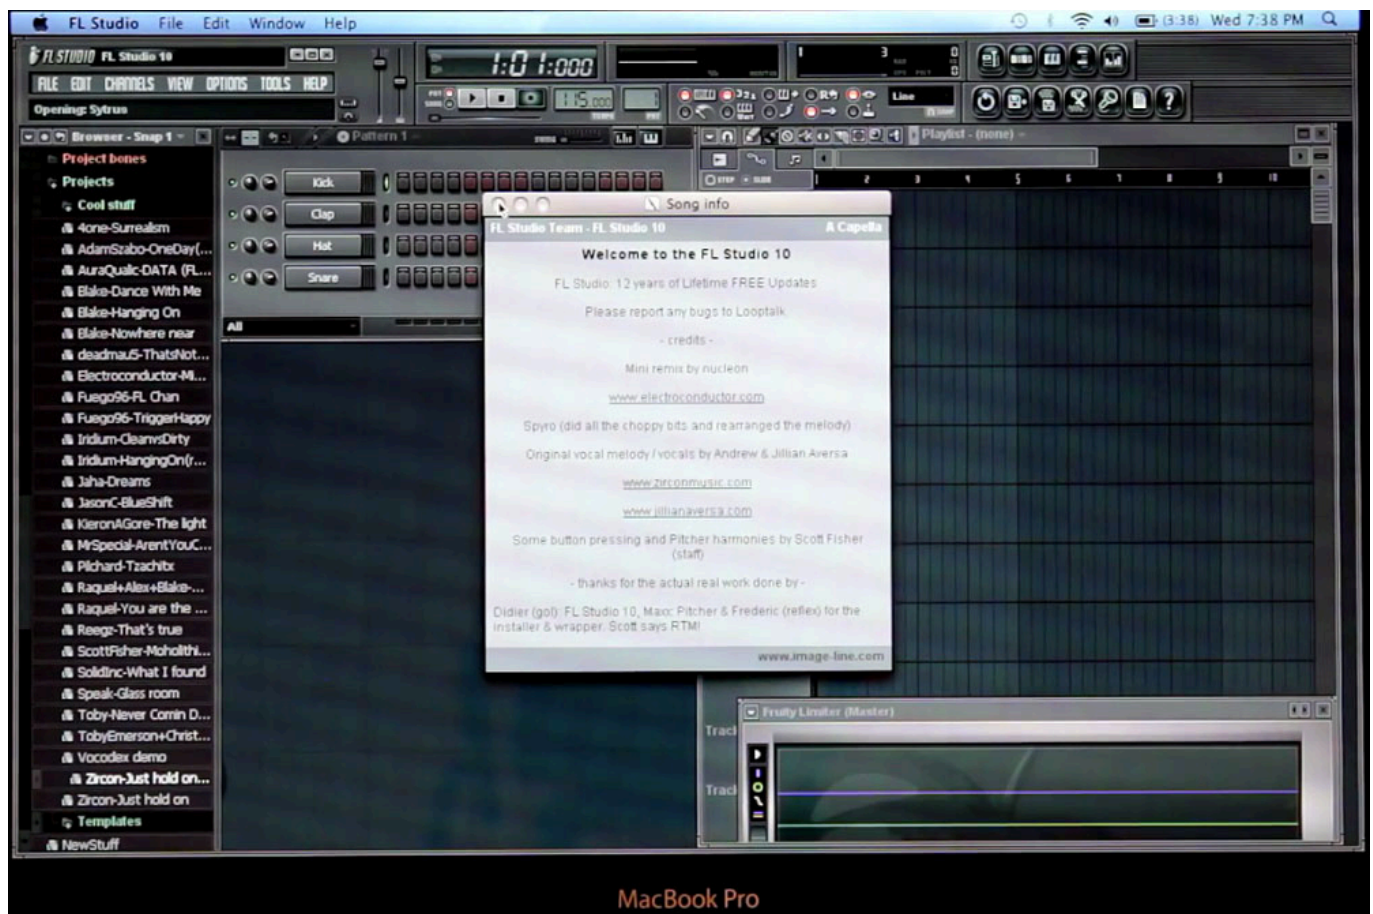 FL Studio File Edit Window Help
(3:38) Wed 7:38 PM
FL STUDIO FL Studio 10
FILE EDIT CHANNELS VIEW OPTIONS TOOLS HELP
Opening: Sytrus
1:01:000
115.000
TEMPO PAT
Line
Browser - Snap 1
Pattern 1
SWING
Playlist - (none)
STEP SLIDE
Project bones
Projects
Cool stuff
4one-Surrealism
AdamSzabo-OneDay(...
AuraQualic-DATA (FL...
Blake-Dance With Me
Blake-Hanging On
Blake-Nowhere near
deadmau5-ThatsNot...
Electroconductor-Mi...
Fuego96-FL Chan
Fuego96-TriggerHappy
Iridium-CleanvsDirty
Iridium-HangingOn(r...
Jaha-Dreams
JasonC-BlueShift
KieronAGore-The light
MrSpecial-ArentYouC...
Pilchard-Tzachitx
Raquel+Alex+Blake-...
Raquel-You are the ...
Reegz-That's true
ScottFisher-Moholithi...
SolidInc-What I found
Speak-Glass room
Toby-Never Comin D...
TobyEmerson+Christ...
Vocodex demo
Zircon-Just hold on...
Zircon-Just hold on
Templates
NewStuff
Kick
Clap
Hat
Snare
All
Song info
FL Studio Team - FL Studio 10 A Capella
Welcome to the FL Studio 10
FL Studio: 12 years of Lifetime FREE Updates
Please report any bugs to Looptalk
- credits -
Mini remix by nucleon
www.electroconductor.com
Spyro (did all the choppy bits and rearranged the melody)
Original vocal melody / vocals by Andrew & Jillian Aversa
www.zirconmusic.com
www.jillianaversa.com
Some button pressing and Pitcher harmonies by Scott Fisher
(staff)
- thanks for the actual real work done by -
Didier (gol): FL Studio 10, Maxx: Pitcher & Frederic (reflex) for the
installer & wrapper. Scott says RTM!
www.image-line.com
Fruity Limiter (Master)
Track
Track
MacBook Pro